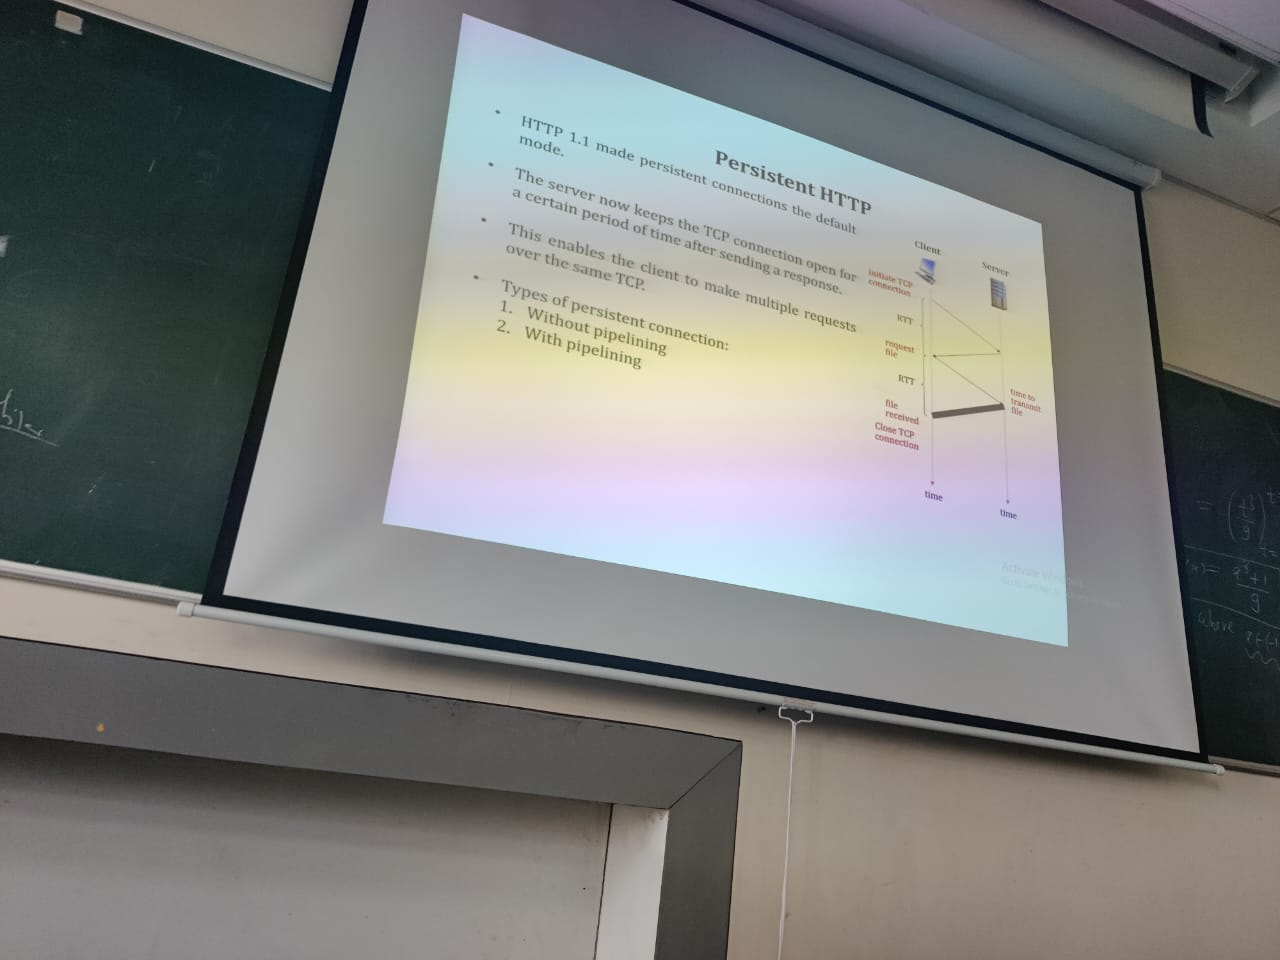 Persistent HTTP
• HTTP 1.1 made persistent connections the default
mode.
• The server now keeps the TCP connection open for
a certain period of time after sending a response.
• This enables the client to make multiple requests
over the same TCP.
• Types of persistent connection:
1. Without pipelining
2. With pipelining
Client
Server
initiate TCP
connection
RTT
request
file
RTT
file
received
Close TCP
connection
time to
transmit
file
time
time
Activate Windows
where